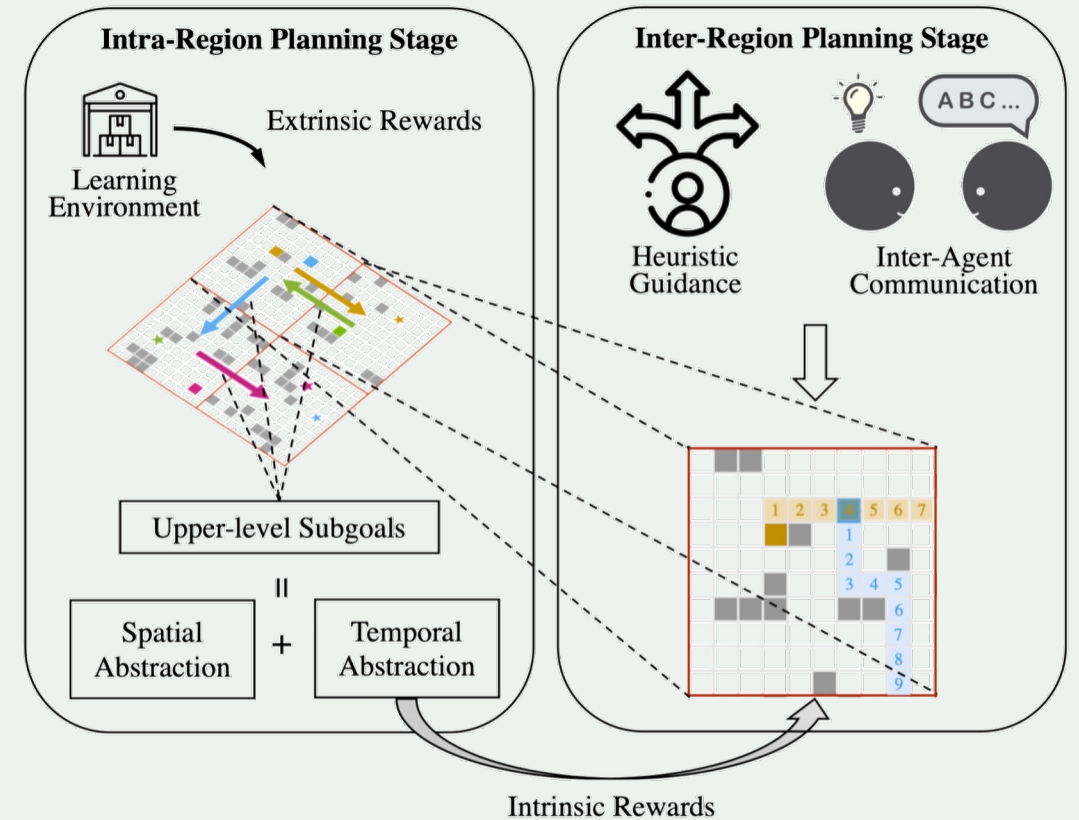 Intra-Region Planning Stage
Extrinsic Rewards
Learning
Environment
Upper-level Subgoals
=
Spatial
Abstraction
+
Temporal
Abstraction
Inter-Region Planning Stage
A B C ...
Heuristic
Guidance
Inter-Agent
Communication
1 2 3 4 5 6 7
1
2
3 4 5
6
7
8
9
Intrinsic Rewards